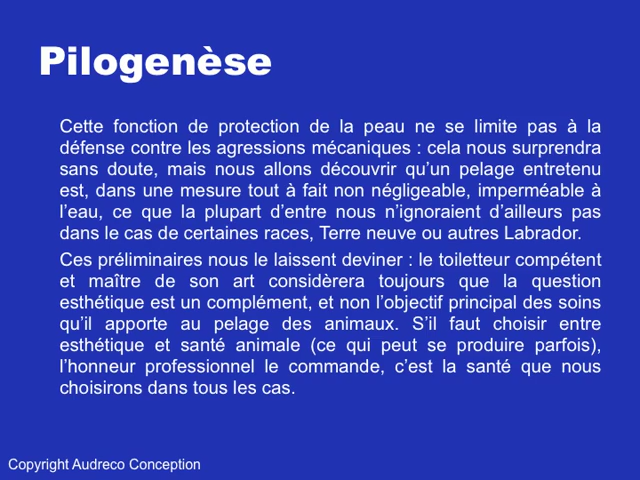 Pilogenèse
Cette fonction de protection de la peau ne se limite pas à la
défense contre les agressions mécaniques : cela nous surprendra
sans doute, mais nous allons découvrir qu’un pelage entretenu
est, dans une mesure tout à fait non négligeable, imperméable à
l’eau, ce que la plupart d’entre nous n’ignoraient d’ailleurs pas
dans le cas de certaines races, Terre neuve ou autres Labrador.
Ces préliminaires nous le laissent deviner : le toiletteur compétent
et maître de son art considèrera toujours que la question
esthétique est un complément, et non l’objectif principal des soins
qu’il apporte au pelage des animaux. S’il faut choisir entre
esthétique et santé animale (ce qui peut se produire parfois),
l’honneur professionnel le commande, c’est la santé que nous
choisirons dans tous les cas.
Copyright Audreco Conception